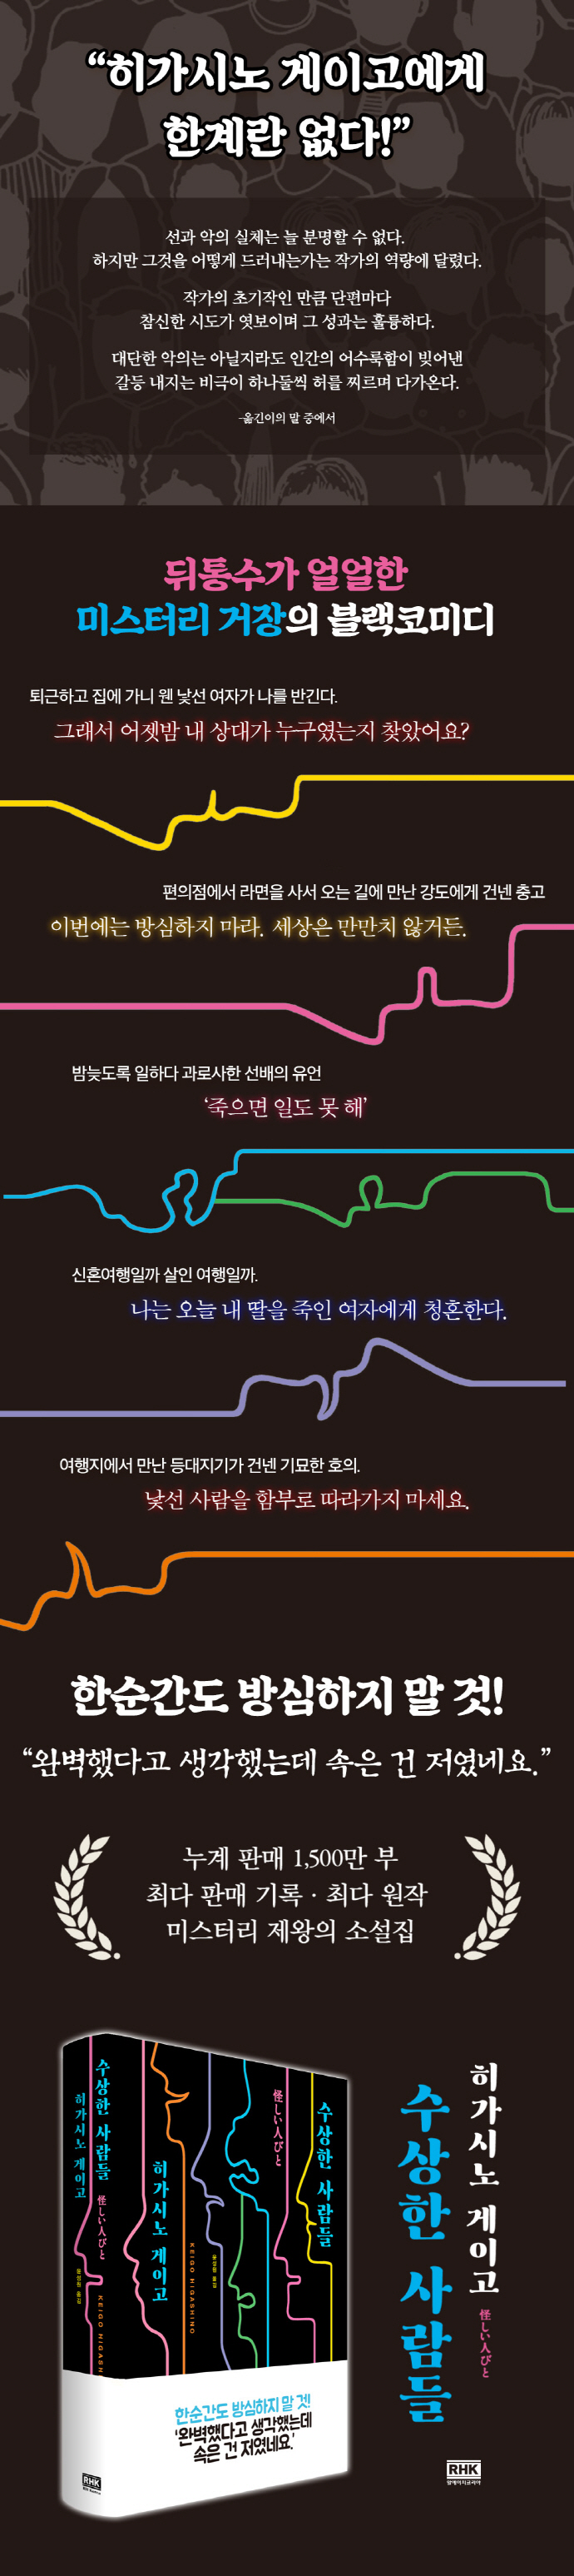 “히가시노 게이고에게
한계란 없다!”
선과 악의 실체는 늘 분명할 수 없다.
하지만 그것을 어떻게 드러내는가는 작가의 역량에 달렸다.
작가의 초기작인 만큼 단편마다
참신한 시도가 엿보이며 그 성과는 훌륭하다.
대단한 악의는 아닐지라도 인간의 어수룩함이 빚어낸
갈등 내지는 비극이 하나둘씩 허를 찌르며 다가온다.
-옮긴이의 말 중에서
뒤통수가 얼얼한
미스터리 거장의 블랙코미디
퇴근하고 집에 가니 웬 낯선 여자가 나를 반긴다.
그래서 어젯밤 내 상대가 누구였는지 찾았어요?
편의점에서 라면을 사서 오는 길에 만난 강도에게 건넨 충고
이번에는 방심하지 마라. 세상은 만만치 않거든.
밤늦도록 일하다 과로사한 선배의 유언
‘죽으면 일도 못 해’
신혼여행일까 살인 여행일까.
나는 오늘 내 딸을 죽인 여자에게 청혼한다.
여행지에서 만난 등대지기가 건넨 기묘한 호의.
낯선 사람을 함부로 따라가지 마세요.
한순간도 방심하지 말 것!
“완벽했다고 생각했는데 속은 건 저였네요.”
누계 판매 1,500만 부
최다 판매 기록 · 최다 원작
미스터리 제왕의 소설집
히가시노 게이고
수상한 사람들
怪しい人びと
KEIGO HIGASH
히가시노 게이고
KEIGO HIGASHINO
怪しい人びと
수상한 사람들
한순간도 방심하지 말 것!
‘완벽했다고 생각했는데
속은 건 저였네요.’
RHK
히가시노 게이고
怪しい人びと
수상한 사람들
RHK
알에이치코리아